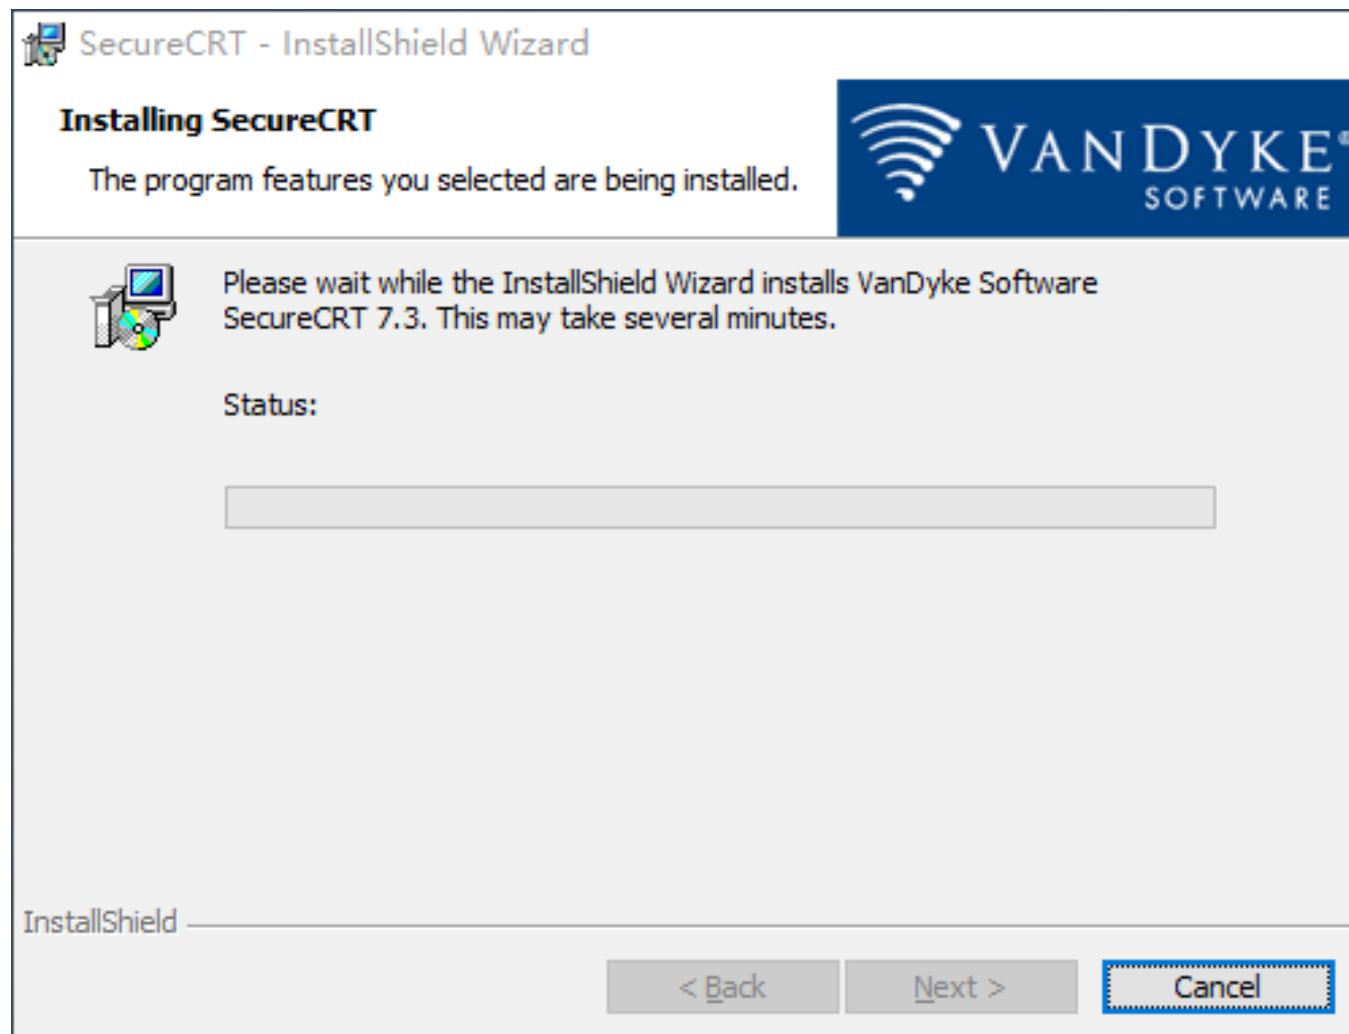 SecureCRT - InstallShield Wizard
Installing SecureCRT
The program features you selected are being installed.
VANDYKE®
SOFTWARE
Please wait while the InstallShield Wizard installs VanDyke Software
SecureCRT 7.3. This may take several minutes.
Status:
InstallShield
< Back
Next >
Cancel